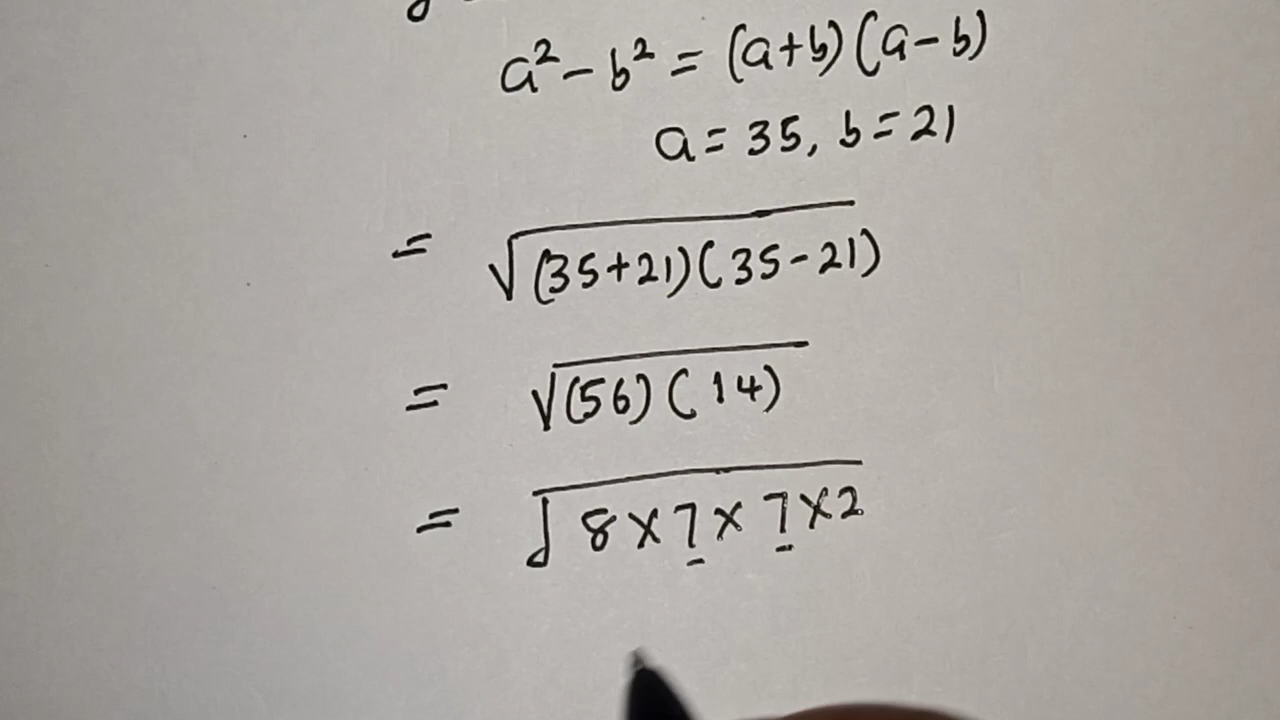 a² - b² = (a+b)(a-b)
a = 35, b = 21
= √(35+21)(35-21)
= √(56)(14)
= √8×7×7×2